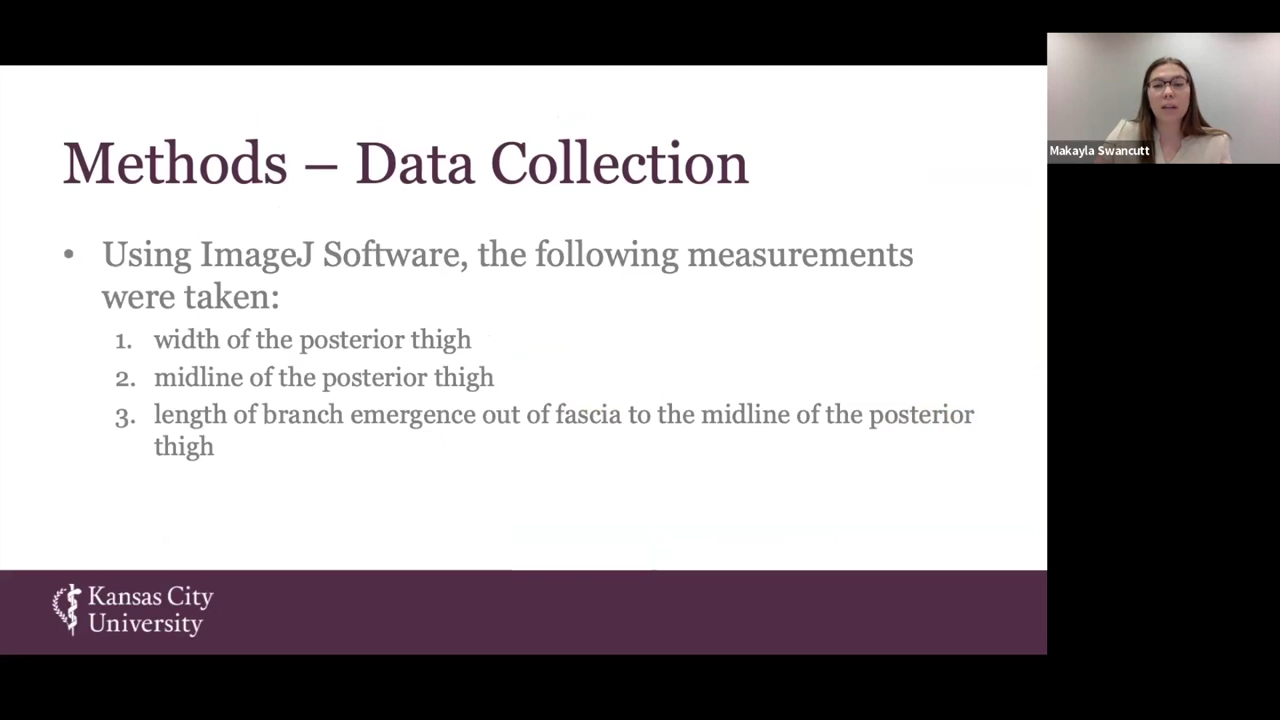 Methods – Data Collection
• Using ImageJ Software, the following measurements
were taken:
1. width of the posterior thigh
2. midline of the posterior thigh
3. length of branch emergence out of fascia to the midline of the posterior
thigh
Kansas City
University
Makayla Swancutt